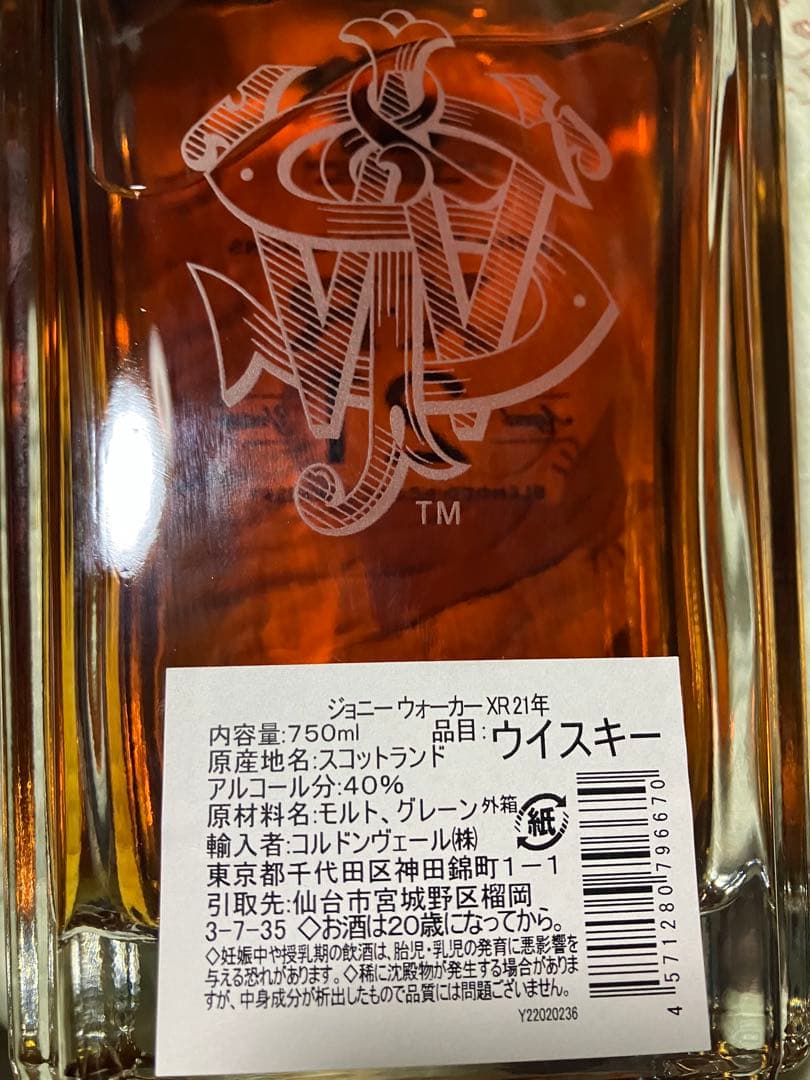 TM
ジョニー ウォーカー XR21年
内容量:750ml 品目:ウイスキー
原産地名:スコットランド
アルコール分:40%
原材料名:モルト、グレーン 外箱 紙
輸入者:コルドンヴェール㈱
東京都千代田区神田錦町1-1
引取先:仙台市宮城野区榴岡
3-7-35 ◇お酒は20歳になってから。
◇妊娠中や授乳期の飲酒は、胎児・乳児の発育に悪影響を
与える恐れがあります。◇稀に沈殿物が発生する場合がありま
すが、中身成分が析出したもので品質には問題ございません。
Y22020236
4 571280 796670